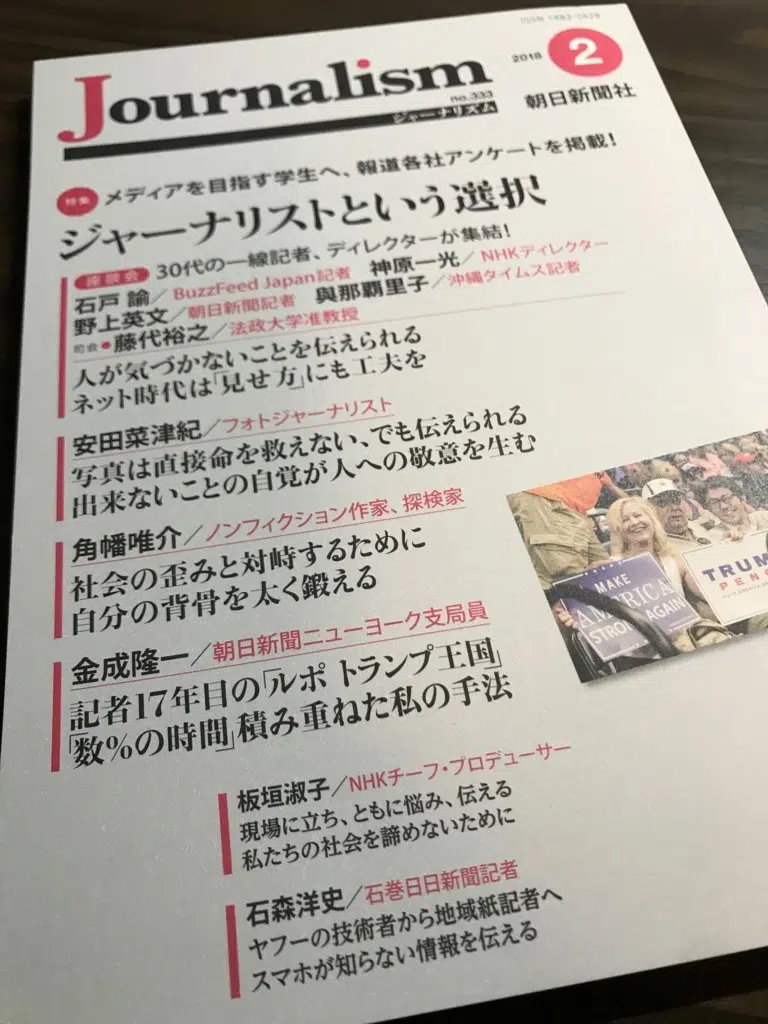 Journalism
no.333
ジャーナリズム
2018
2
朝日新聞社
特集 メディアを目指す学生へ、報道各社アンケートを掲載!
ジャーナリストという選択
座談会 30代の一線記者、ディレクターが集結!
石戸 諭/BuzzFeed Japan記者 神原一光/NHKディレクター
野上英文/朝日新聞記者 與那覇里子/沖縄タイムス記者
司会●藤代裕之/法政大学准教授
人が気づかないことを伝えられる
ネット時代は「見せ方」にも工夫を
安田菜津紀/フォトジャーナリスト
写真は直接命を救えない、でも伝えられる
出来ないことの自覚が人への敬意を生む
角幡唯介/ノンフィクション作家、探検家
社会の歪みと対峙するために
自分の背骨を太く鍛える
金成隆一/朝日新聞ニューヨーク支局員
記者17年目の「ルポ トランプ王国」
「数%の時間」積み重ねた私の手法
MAKE
AMERICA
STRONG AGAIN
TRUM
PEN
板垣淑子/NHKチーフ・プロデューサー
現場に立ち、ともに悩み、伝える
私たちの社会を諦めないために
石森洋史/石巻日日新聞記者
ヤフーの技術者から地域紙記者へ
スマホが知らない情報を伝える